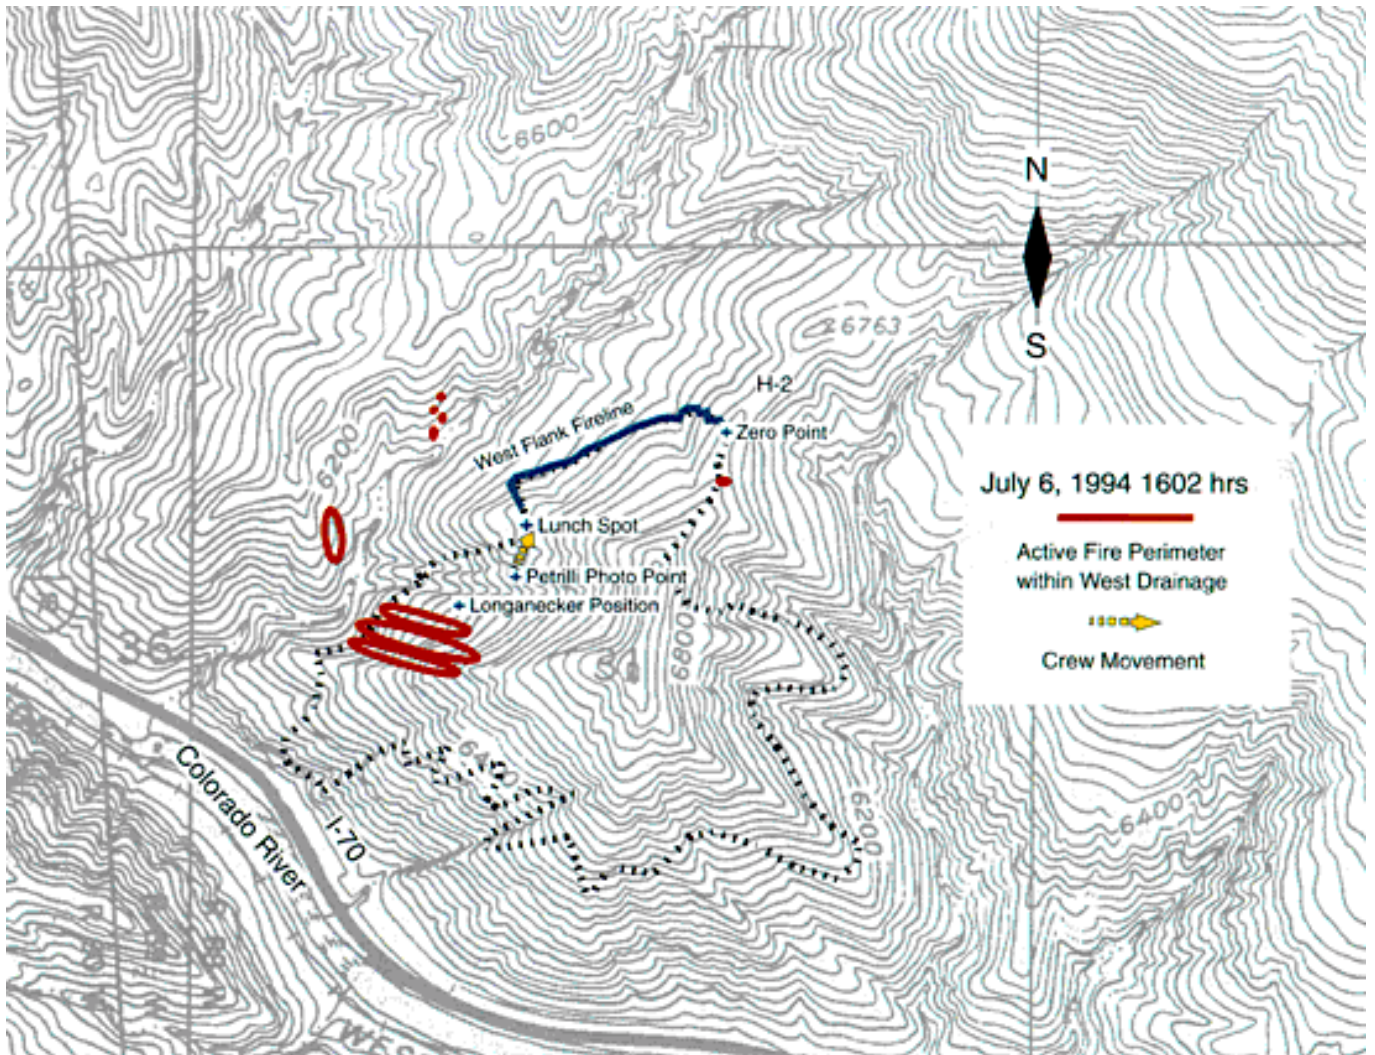 6600
N
6763
S
H-2
West Flank Fireline
Zero Point
6200
July 6, 1994 1602 hrs
Lunch Spot
Active Fire Perimeter
within West Drainage
Petrilli Photo Point
Longanecker Position
6800
Crew Movement
Colorado River
I-70
6200
6400